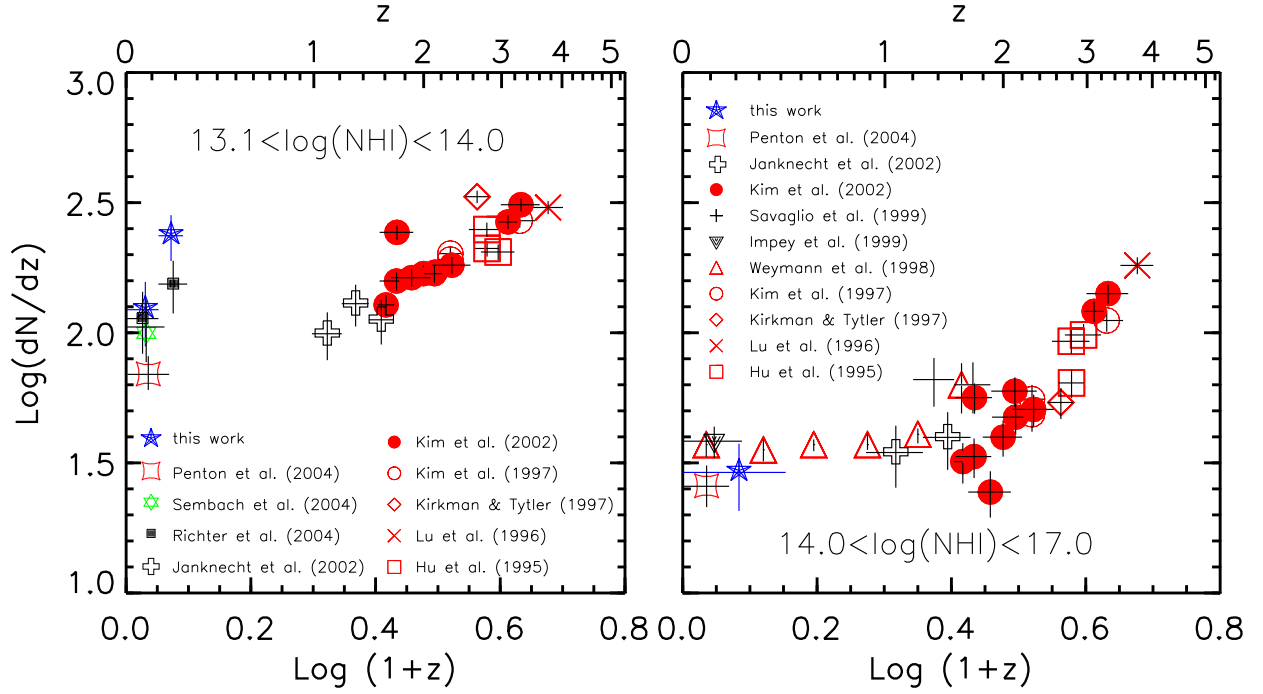 z z
0 1 2 3 4 5 0 1 2 3 4 5
3.0
13.1<log(NHI)<14.0
2.5
2.0
1.5
1.0
Log(dN/dz)
this work
Penton et al. (2004)
Sembach et al. (2004)
Richter et al. (2004)
Janknecht et al. (2002)
Kim et al. (2002)
Kim et al. (1997)
Kirkman & Tytler (1997)
Lu et al. (1996)
Hu et al. (1995)
this work
Penton et al. (2004)
Janknecht et al. (2002)
Kim et al. (2002)
Savaglio et al. (1999)
Impey et al. (1999)
Weymann et al. (1998)
Kim et al. (1997)
Kirkman & Tytler (1997)
Lu et al. (1996)
Hu et al. (1995)
14.0<log(NHI)<17.0
0.0 0.2 0.4 0.6 0.8 0.0 0.2 0.4 0.6 0.8
Log (1+z) Log (1+z)